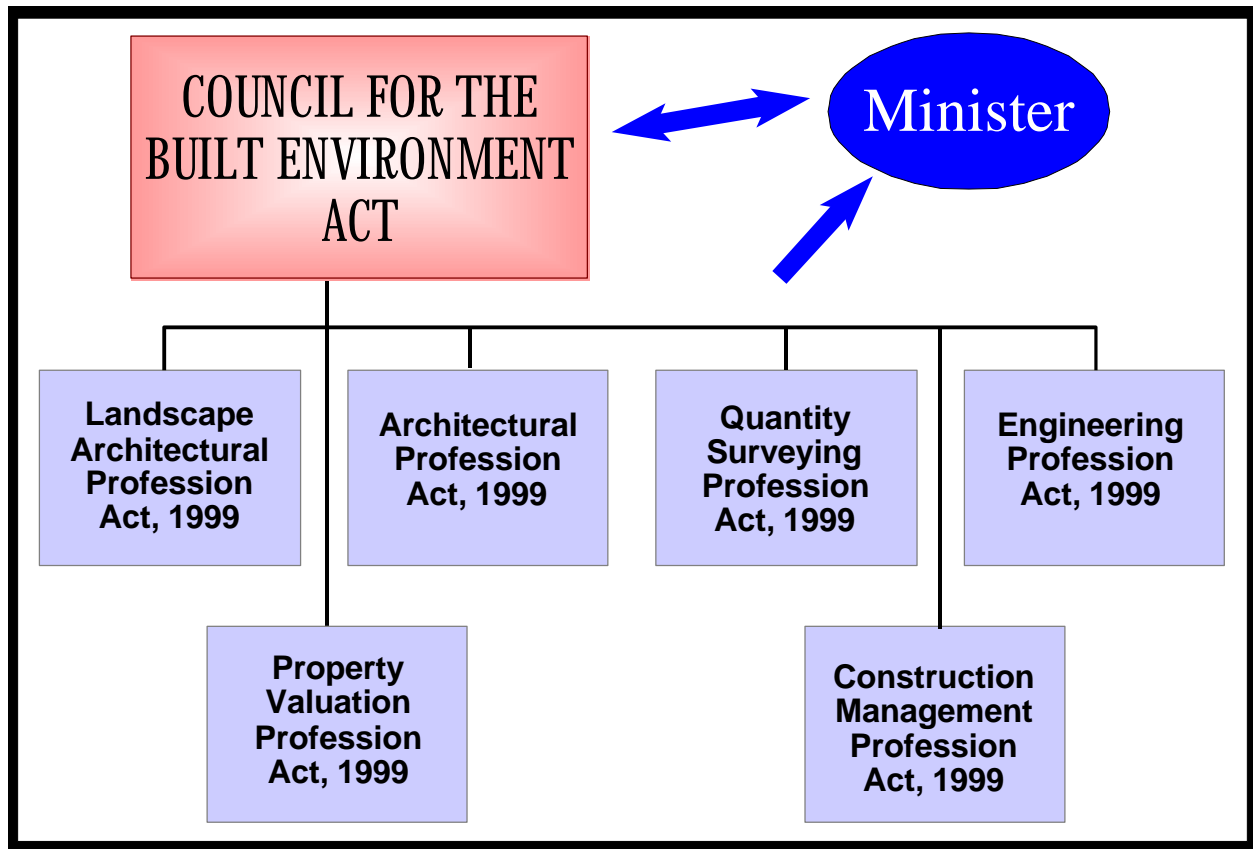 COUNCIL FOR THE
BUILT ENVIRONMENT
ACT
Minister
Landscape
Architectural
Profession
Act, 1999
Architectural
Profession
Act, 1999
Quantity
Surveying
Profession
Act, 1999
Engineering
Profession
Act, 1999
Property
Valuation
Profession
Act, 1999
Construction
Management
Profession
Act, 1999